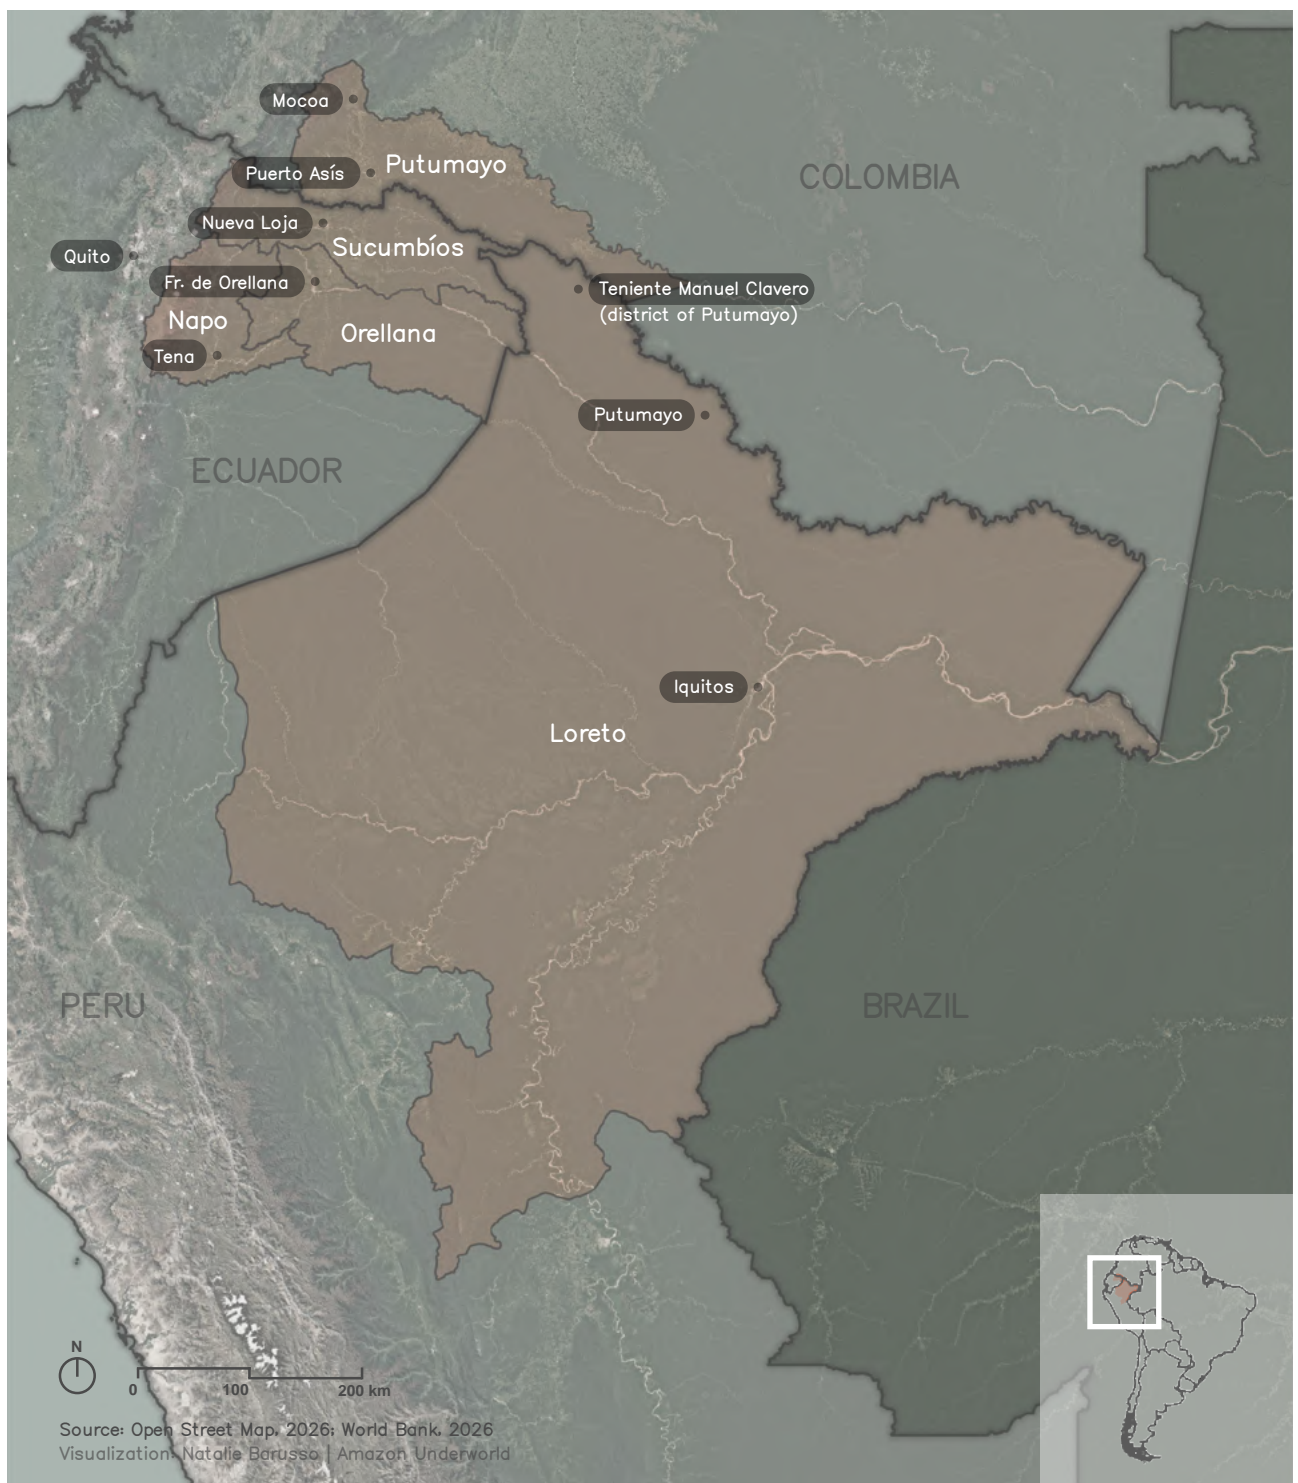 Mocoa
Puerto Asís
Putumayo
COLOMBIA
Nueva Loja
Quito
Sucumbíos
Fr. de Orellana
Teniente Manuel Clavero
(district of Putumayo)
Napo
Orellana
Tena
Putumayo
ECUADOR
Iquitos
Loreto
PERU
BRAZIL
N
0 100 200 km
Source: Open Street Map, 2026; World Bank, 2026
Visualization: Natalie Barusso | Amazon Underworld